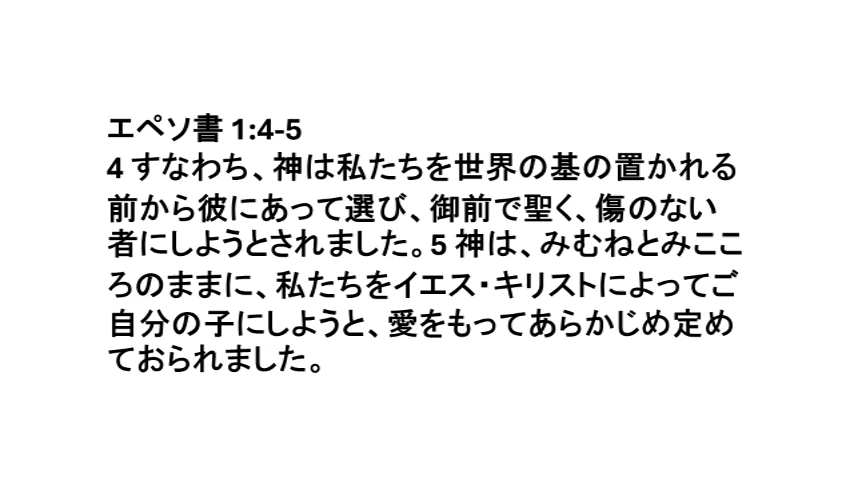 エペソ書 1:4-5
4 すなわち、神は私たちを世界の基の置かれる
前から彼にあって選び、御前で聖く、傷のない
者にしようとされました。5 神は、みむねとみここ
ろのままに、私たちをイエス・キリストによってご
自分の子にしようと、愛をもってあらかじめ定め
ておられました。